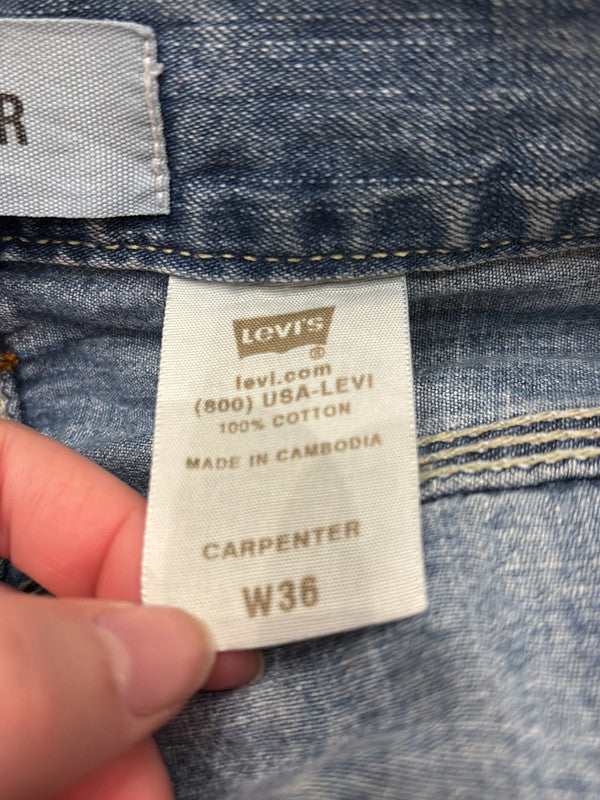 R
Levi's
®
levi.com
(800) USA-LEVI
100% COTTON
MADE IN CAMBODIA
CARPENTER
W36